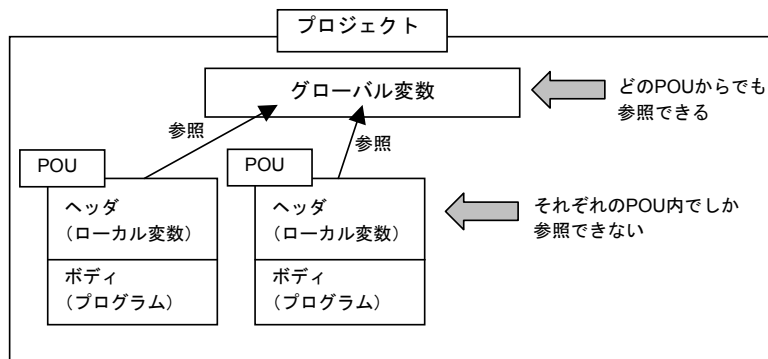 プロジェクト
グローバル変数
どのPOUからでも
参照できる
参照
参照
POU
POU
ヘッダ
（ローカル変数）
ヘッダ
（ローカル変数）
それぞれのPOU内でしか
参照できない
ボディ
（プログラム）
ボディ
（プログラム）